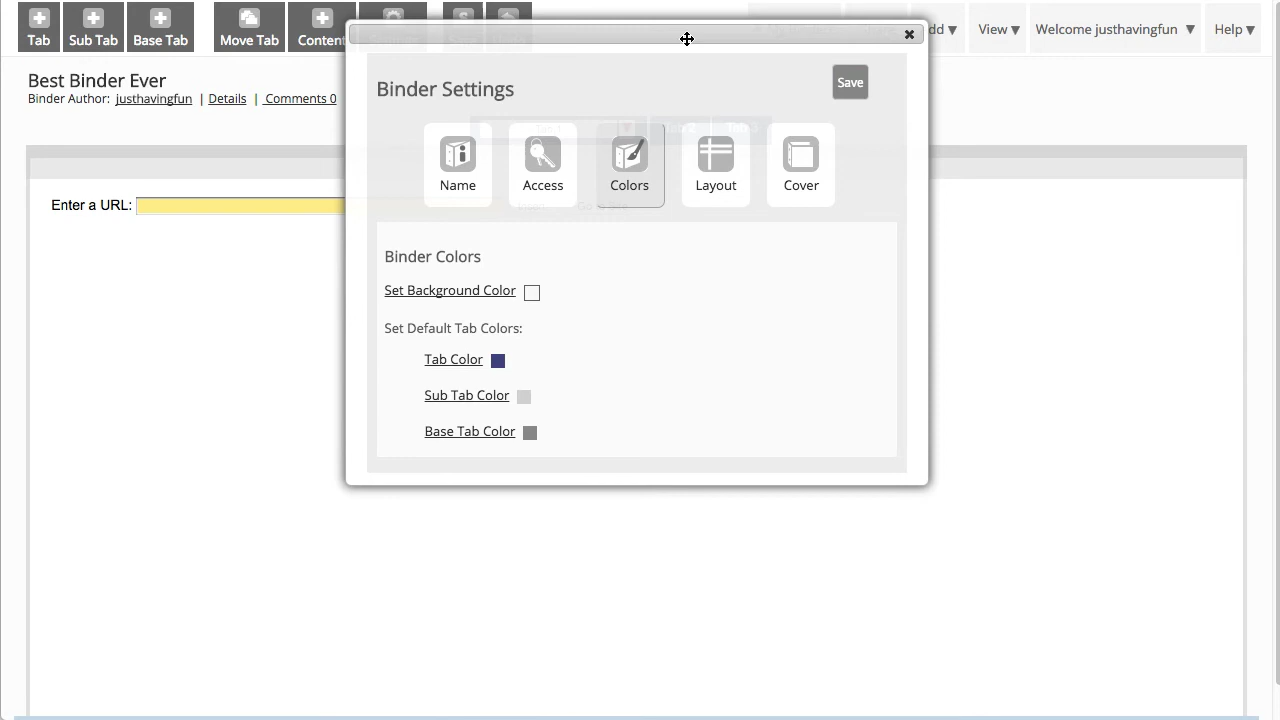 Tab
Sub Tab
Base Tab
Move Tab
Content
dd ▼
View ▼
Welcome justhavingfun ▼
Help ▼
Best Binder Ever
Binder Author: justhavingfun | Details | Comments 0
Binder Settings
Save
Name
Access
Colors
Layout
Cover
Enter a URL:
Binder Colors
Set Background Color
Set Default Tab Colors:
Tab Color
Sub Tab Color
Base Tab Color